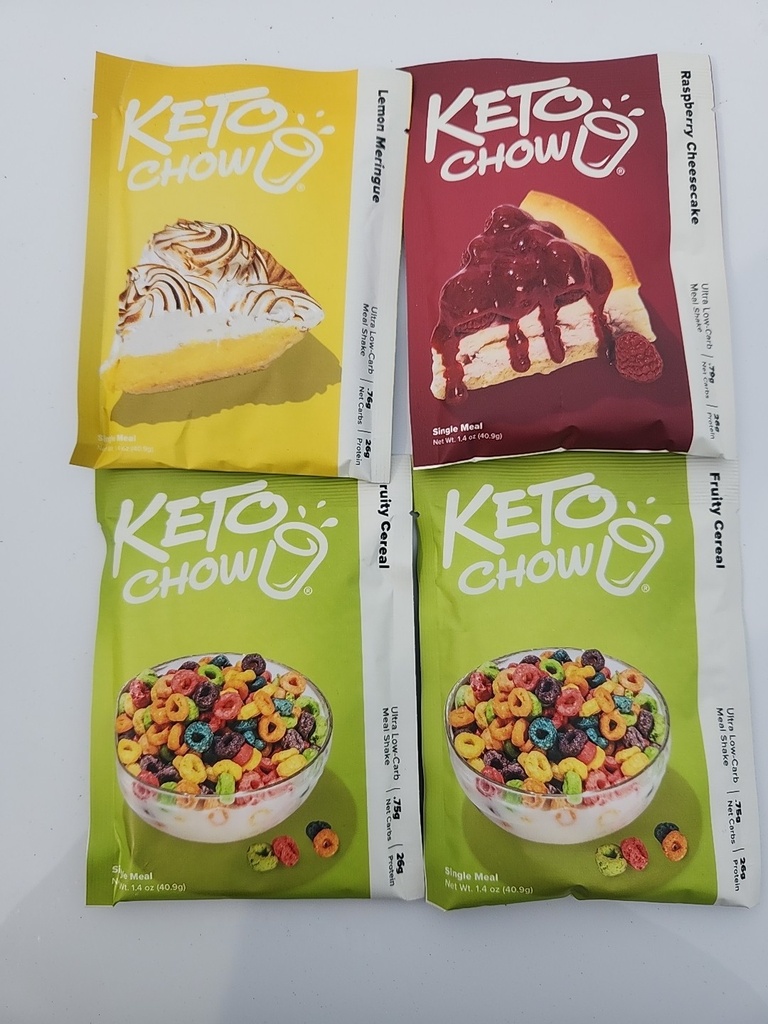 KETO
CHOW
®
Lemon Meringue
Ultra Low-Carb
Meal Shake
.76g
Net Carbs
26g
Protein
Meal
KETO
CHOW
®
Raspberry Cheesecake
Ultra Low-Carb
Meal Shake
.79g
Net Carbs
26g
Protein
Single Meal
Net Wt. 1.4 oz (40.9g)
KETO
CHOW
®
Fruity Cereal
Ultra Low-Carb
Meal Shake
.75g
Net Carbs
26g
Protein
Meal
Wt. 1.4 oz (40.9g)
KETO
CHOW
®
Fruity Cereal
Ultra Low-Carb
Meal Shake
.75g
Net Carbs
26g
Protein
Single Meal
Net Wt. 1.4 oz (40.9g)